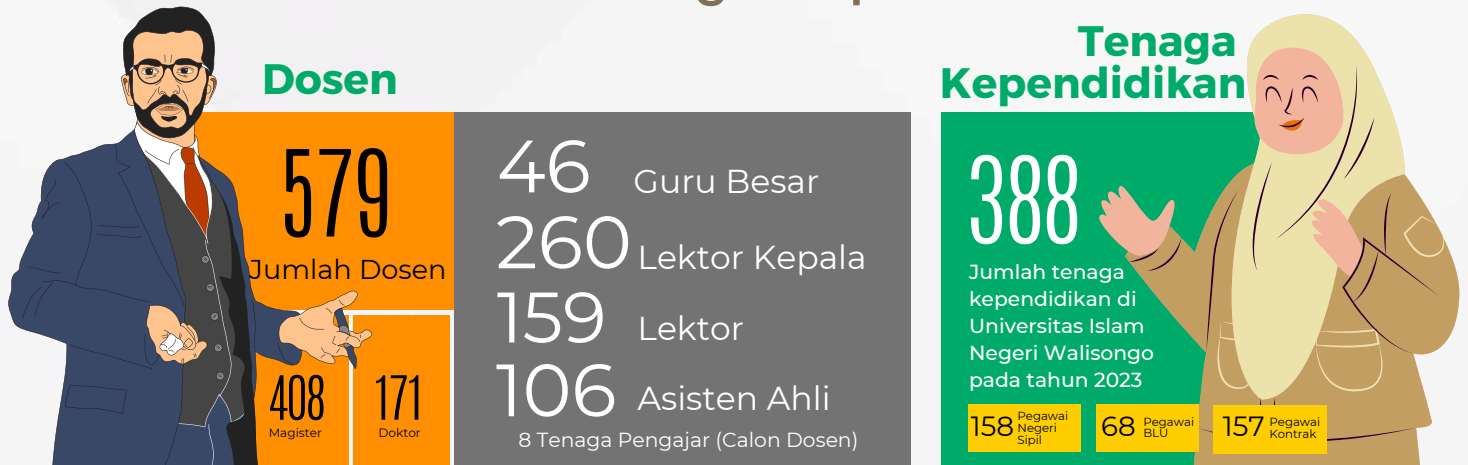 Dosen
579
Jumlah Dosen
408
Magister
171
Doktor
46 Guru Besar
260 Lektor Kepala
159 Lektor
106 Asisten Ahli
8 Tenaga Pengajar (Calon Dosen)
Tenaga
Kependidikan
388
Jumlah tenaga
kependidikan di
Universitas Islam
Negeri Walisongo
pada tahun 2023
158 Pegawai
Negeri
Sipil
68 Pegawai
BLU
157 Pegawai
Kontrak